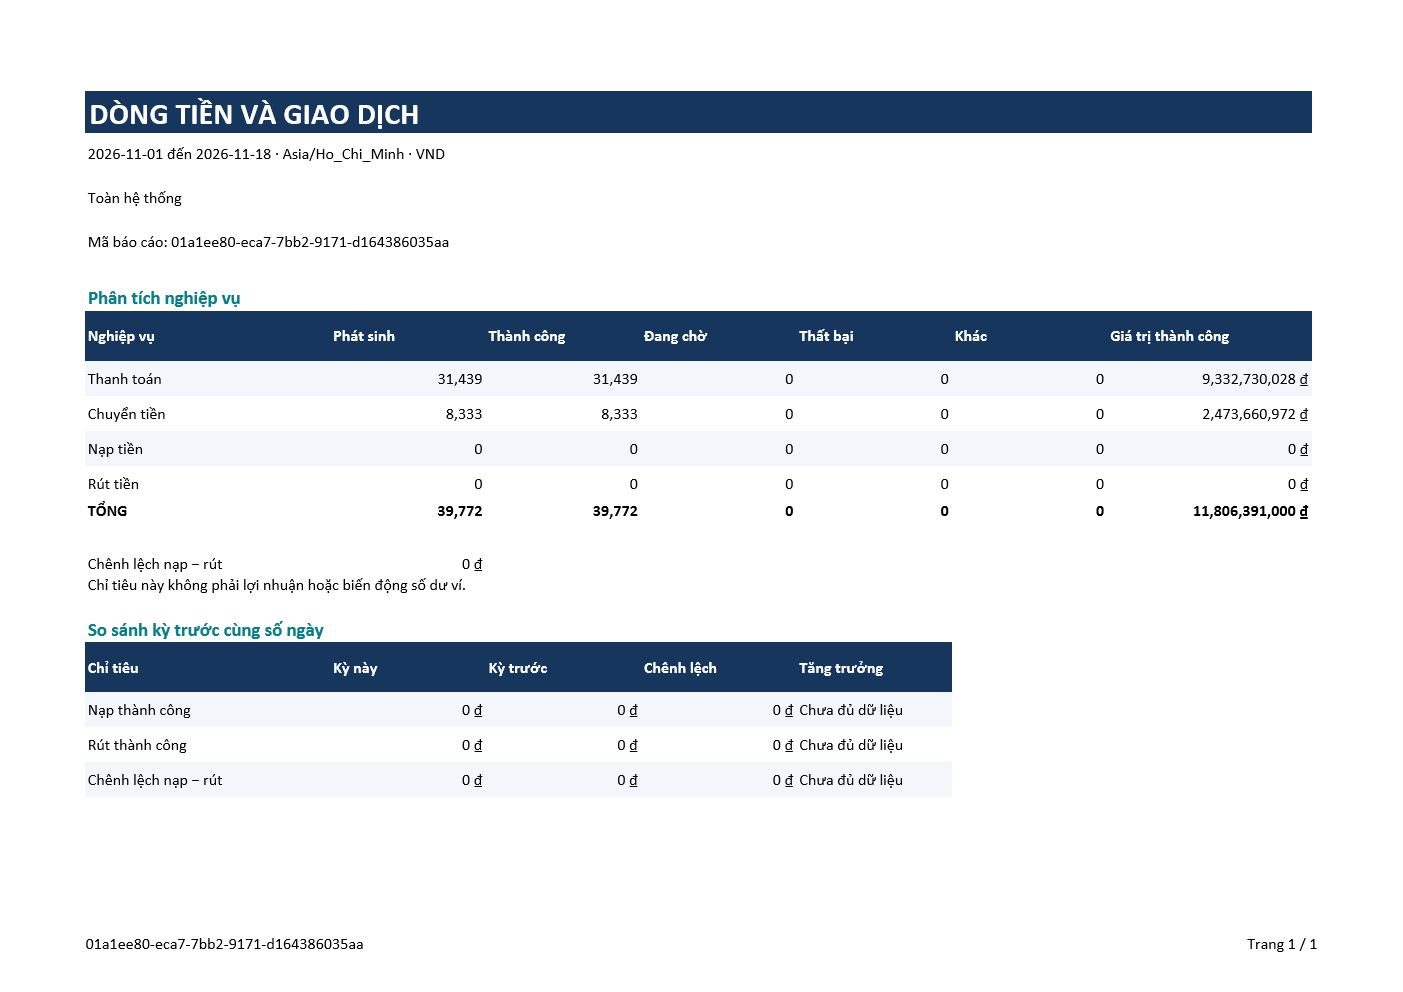 DÒNG TIỀN VÀ GIAO DỊCH
2026-11-01 đến 2026-11-18 · Asia/Ho_Chi_Minh · VND
Toàn hệ thống
Mã báo cáo: 01a1ee80-eca7-7bb2-9171-d164386035aa
Phân tích nghiệp vụ
Nghiệp vụ Phát sinh Thành công Đang chờ Thất bại Khác Giá trị thành công
Thanh toán 31,439 31,439 0 0 0 9,332,730,028 ₫
Chuyển tiền 8,333 8,333 0 0 0 2,473,660,972 ₫
Nạp tiền 0 0 0 0 0 0 ₫
Rút tiền 0 0 0 0 0 0 ₫
TỔNG 39,772 39,772 0 0 0 11,806,391,000 ₫
Chênh lệch nạp – rút 0 ₫
Chỉ tiêu này không phải lợi nhuận hoặc biến động số dư ví.
So sánh kỳ trước cùng số ngày
Chỉ tiêu Kỳ này Kỳ trước Chênh lệch Tăng trưởng
Nạp thành công 0 ₫ 0 ₫ 0 ₫ Chưa đủ dữ liệu
Rút thành công 0 ₫ 0 ₫ 0 ₫ Chưa đủ dữ liệu
Chênh lệch nạp – rút 0 ₫ 0 ₫ 0 ₫ Chưa đủ dữ liệu
01a1ee80-eca7-7bb2-9171-d164386035aa Trang 1 / 1